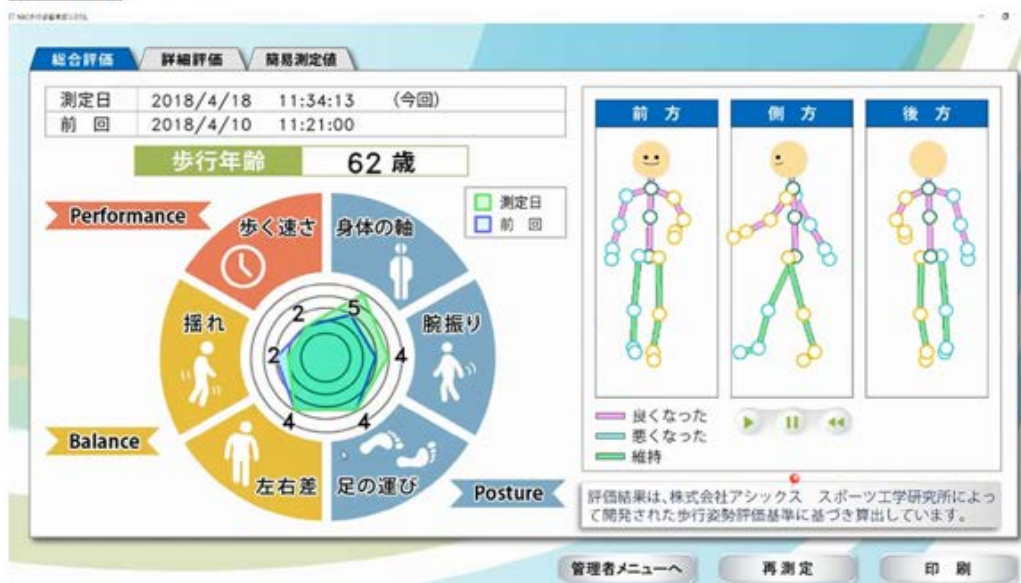 総合評価 詳細評価 簡易測定値
測定日 2018/4/18 11:34:13 (今回)
前 回 2018/4/10 11:21:00
歩行年齢 62 歳
測定日
前 回
Performance
歩く速さ
身体の軸
揺れ
腕振り
2
5
2
4
4
4
Balance
左右差
足の運び
Posture
前 方
側 方
後 方
良くなった
悪くなった
維持
評価結果は、株式会社アシックス スポーツ工学研究所によっ
て開発された歩行姿勢評価基準に基づき算出しています。
管理者メニューへ
再測定
印 刷